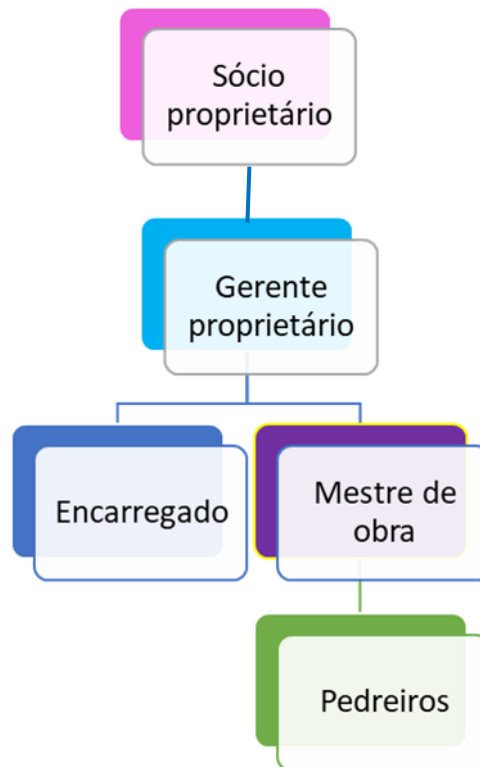 Sócio
proprietário
Gerente
proprietário
Encarregado
Mestre de
obra
Pedreiros